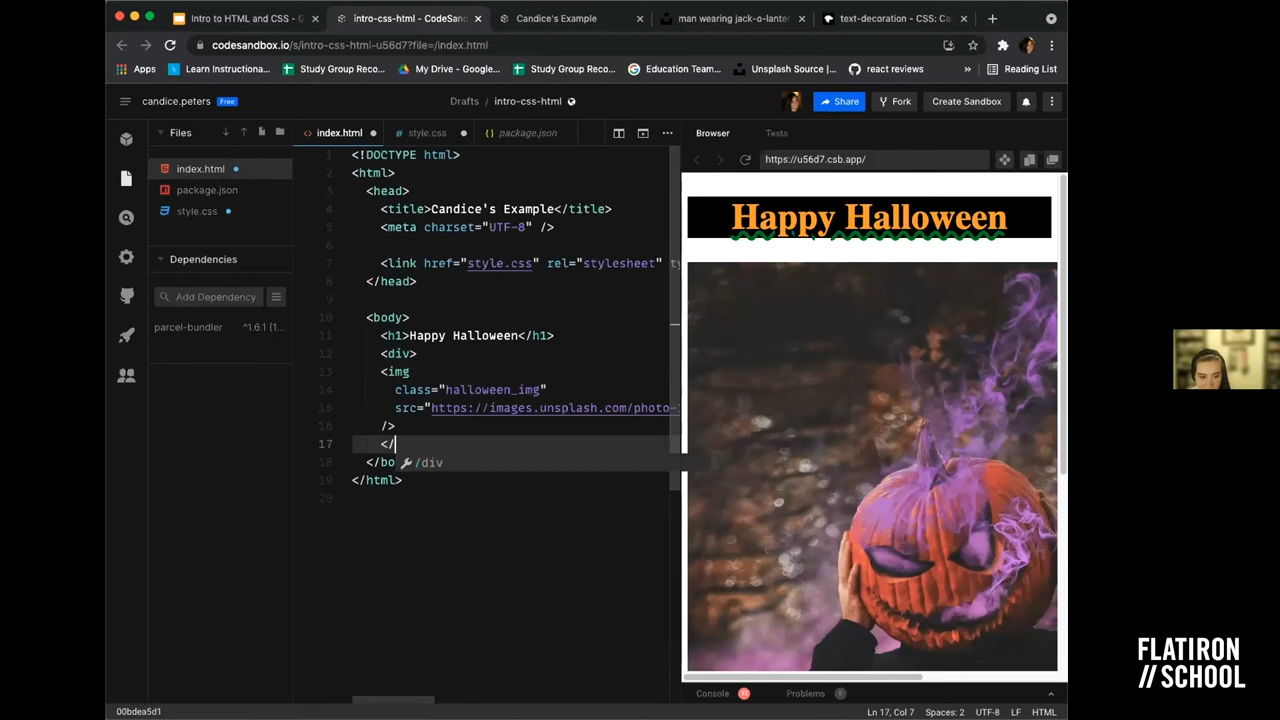 Intro to HTML and CSS - G
intro-css-html - CodeSand
Candice's Example
man wearing jack-o-lanter
text-decoration - CSS: Ca
codesandbox.io/s/intro-css-html-u56d7?file=/index.html
Apps
Learn Instructiona...
Study Group Reco...
My Drive - Google...
Study Group Reco...
Education Team...
Unsplash Source |...
react reviews
»
Reading List
candice.peters
Free
Drafts / intro-css-html
Share
Fork
Create Sandbox
Files
index.html
style.css
package.json
Browser
Tests
index.html
package.json
style.css
Dependencies
Add Dependency
parcel-bundler ^1.6.1 (1...
https://u56d7.csb.app/
1 <!DOCTYPE html>
2 <html>
3 <head>
4 <title>Candice's Example</title>
5 <meta charset="UTF-8" />
6
7 <link href="style.css" rel="stylesheet" ty
8 </head>
9
10 <body>
11 <h1>Happy Halloween</h1>
12 <div>
13 <img
14 class="halloween_img"
15 src="https://images.unsplash.com/photo-
16 />
17 </
18 </bo
/div
19 </html>
20
Happy Halloween
Console
Problems 0
00bdea5d1
Ln 17, Col 7
Spaces: 2
UTF-8
LF
HTML
FLATIRON
// SCHOOL